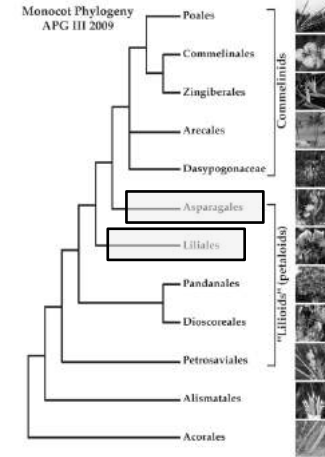 Monocot Phylogeny
APG III 2009
Poales
Commelinales
Zingiberales
Arecales
Dasypogonaceae
Asparagales
Liliales
Pandanales
Dioscoreales
Petrosaviales
Alismatales
Acorales
Commelinids
"Lilioids" (petaloids)